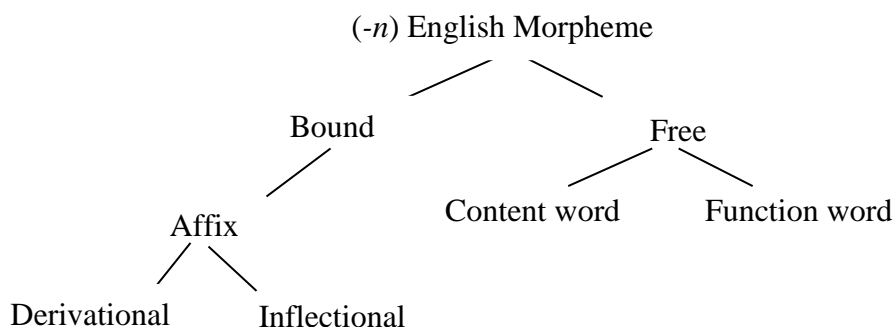 (-n) English Morpheme
Bound
Free
Content word
Function word
Affix
Derivational
Inflectional